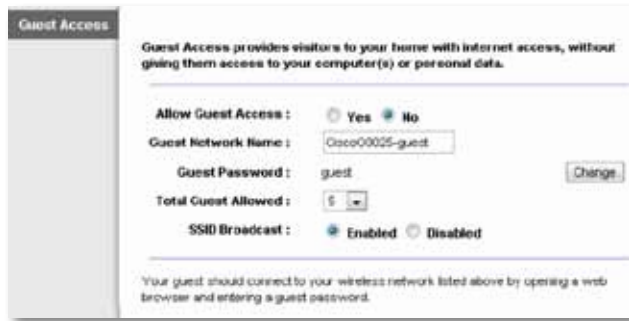 Guest Access
Guest Access provides visitors to your home with internet access, without
giving them access to your computer(s) or personal data.
Allow Guest Access : Yes No
Guest Network Name : Cisco00025-guest
Guest Password : guest Change
Total Guest Allowed : 5
SSID Broadcast : Enabled Disabled
Your guest should connect to your wireless network listed above by opening a web
browser and entering a guest password.